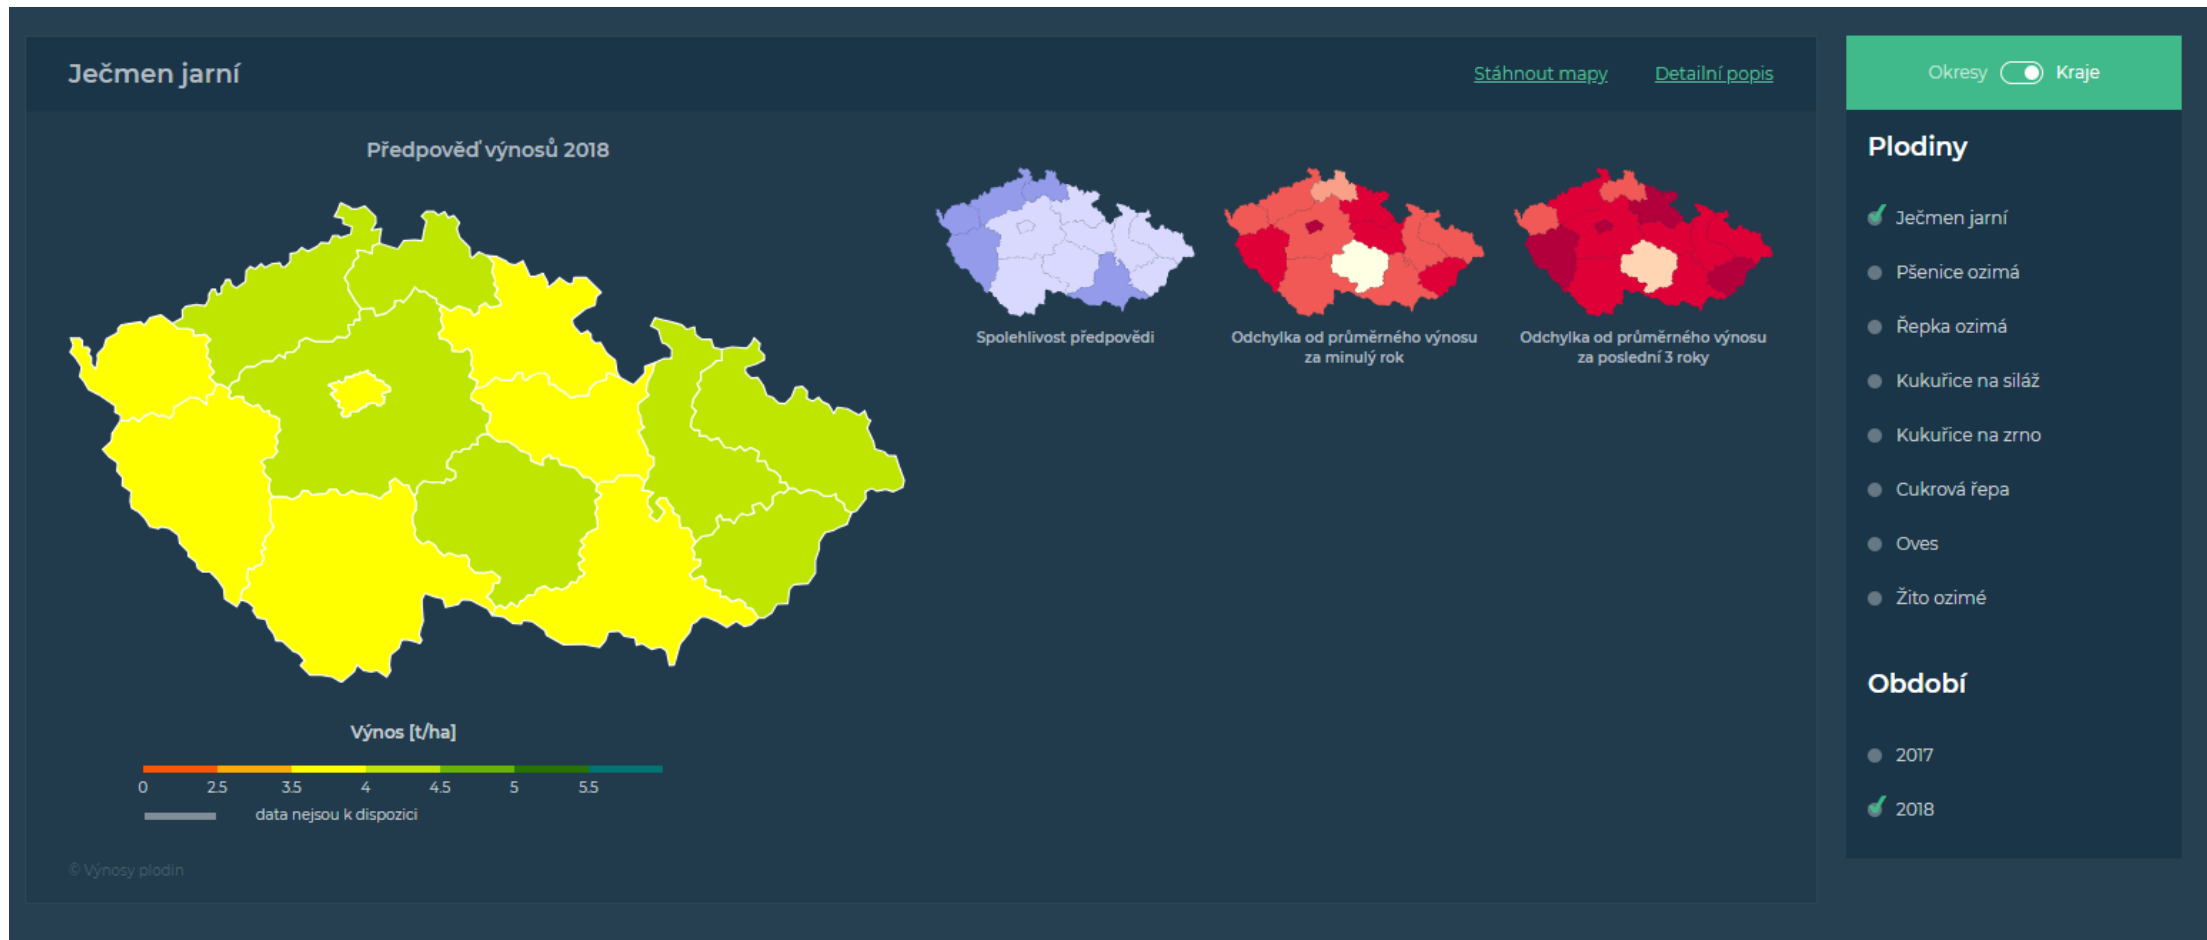 Ječmen jarní
Stáhnout mapy
Detailní popis
Předpověď výnosů 2018
Spolehlivost předpovědi
Odchylka od průměrného výnosu
za minulý rok
Odchylka od průměrného výnosu
za poslední 3 roky
Výnos [t/ha]
0 2.5 3.5 4 4.5 5 5.5
data nejsou k dispozici
© Výnosy plodin
Okresy Kraje
Plodiny
Ječmen jarní
Pšenice ozimá
Řepka ozimá
Kukuřice na siláž
Kukuřice na zrno
Cukrová řepa
Oves
Žito ozimé
Období
2017
2018